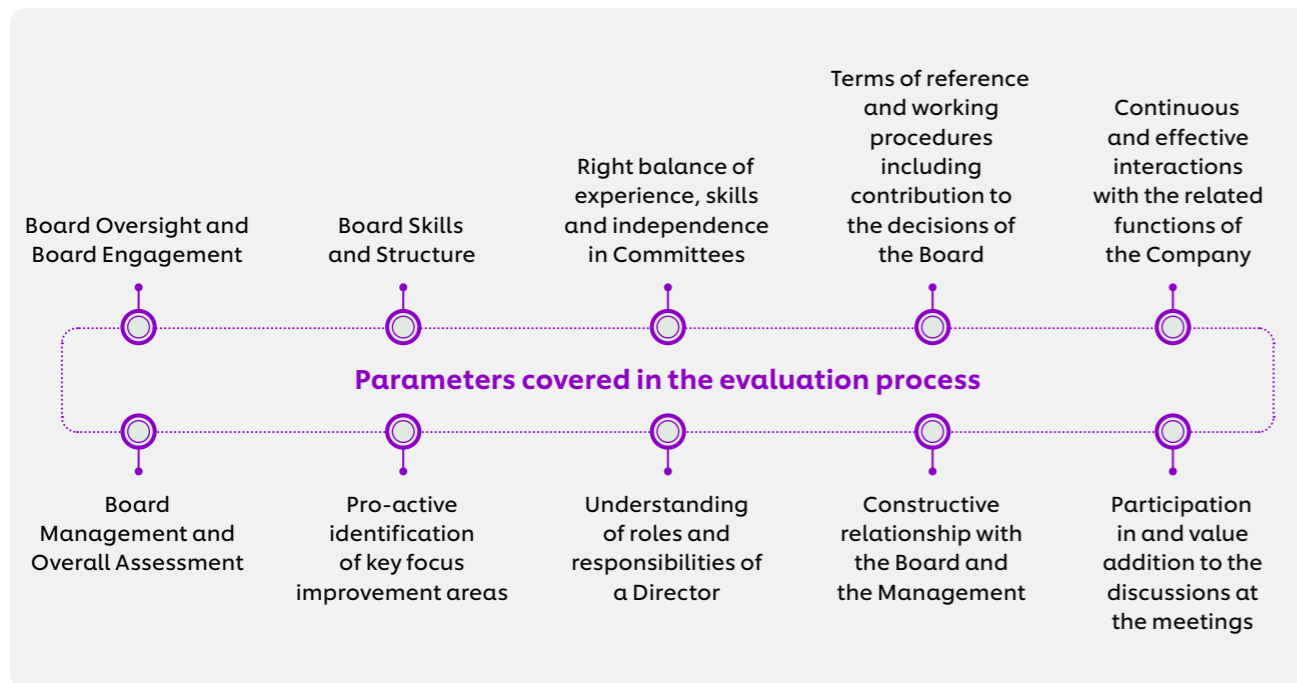 Board Oversight and
Board Engagement
Board Skills
and Structure
Right balance of
experience, skills
and independence
in Committees
Terms of reference
and working
procedures
including
contribution to
the decisions of
the Board
Continuous
and effective
interactions
with the related
functions of
the Company
Parameters covered in the evaluation process
Board
Management and
Overall Assessment
Pro-active
identification
of key focus
improvement areas
Understanding
of roles and
responsibilities of
a Director
Constructive
relationship with
the Board and
the Management
Participation
in and value
addition to the
discussions at
the meetings